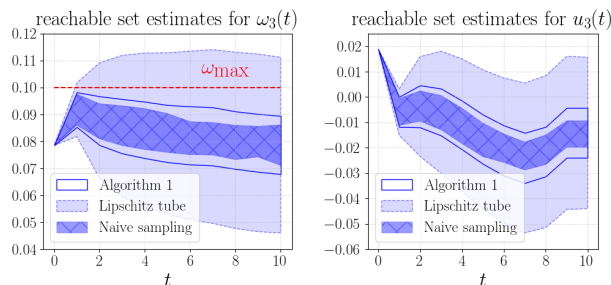 reachable set estimates for ω₃(t)
0.12
0.11
0.10
0.09
0.08
0.07
0.06
0.05
0.04
ωmax
Algorithm 1
Lipschitz tube
Naive sampling
0 2 4 6 8 10
t
reachable set estimates for u₃(t)
0.02
0.01
0.00
−0.01
−0.02
−0.03
−0.04
−0.05
−0.06
Algorithm 1
Lipschitz tube
Naive sampling
0 2 4 6 8 10
t